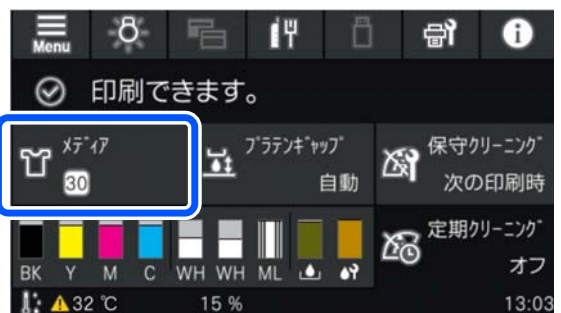 Menu
印刷できます。
ﾒﾃﾞｨｱ
30
ﾌﾟﾗﾃﾝｷﾞｬｯﾌﾟ
自動
保守ｸﾘｰﾆﾝｸﾞ
次の印刷時
BK Y M C WH WH ML
定期ｸﾘｰﾆﾝｸﾞ
オフ
32 ℃ 15 % 13:03